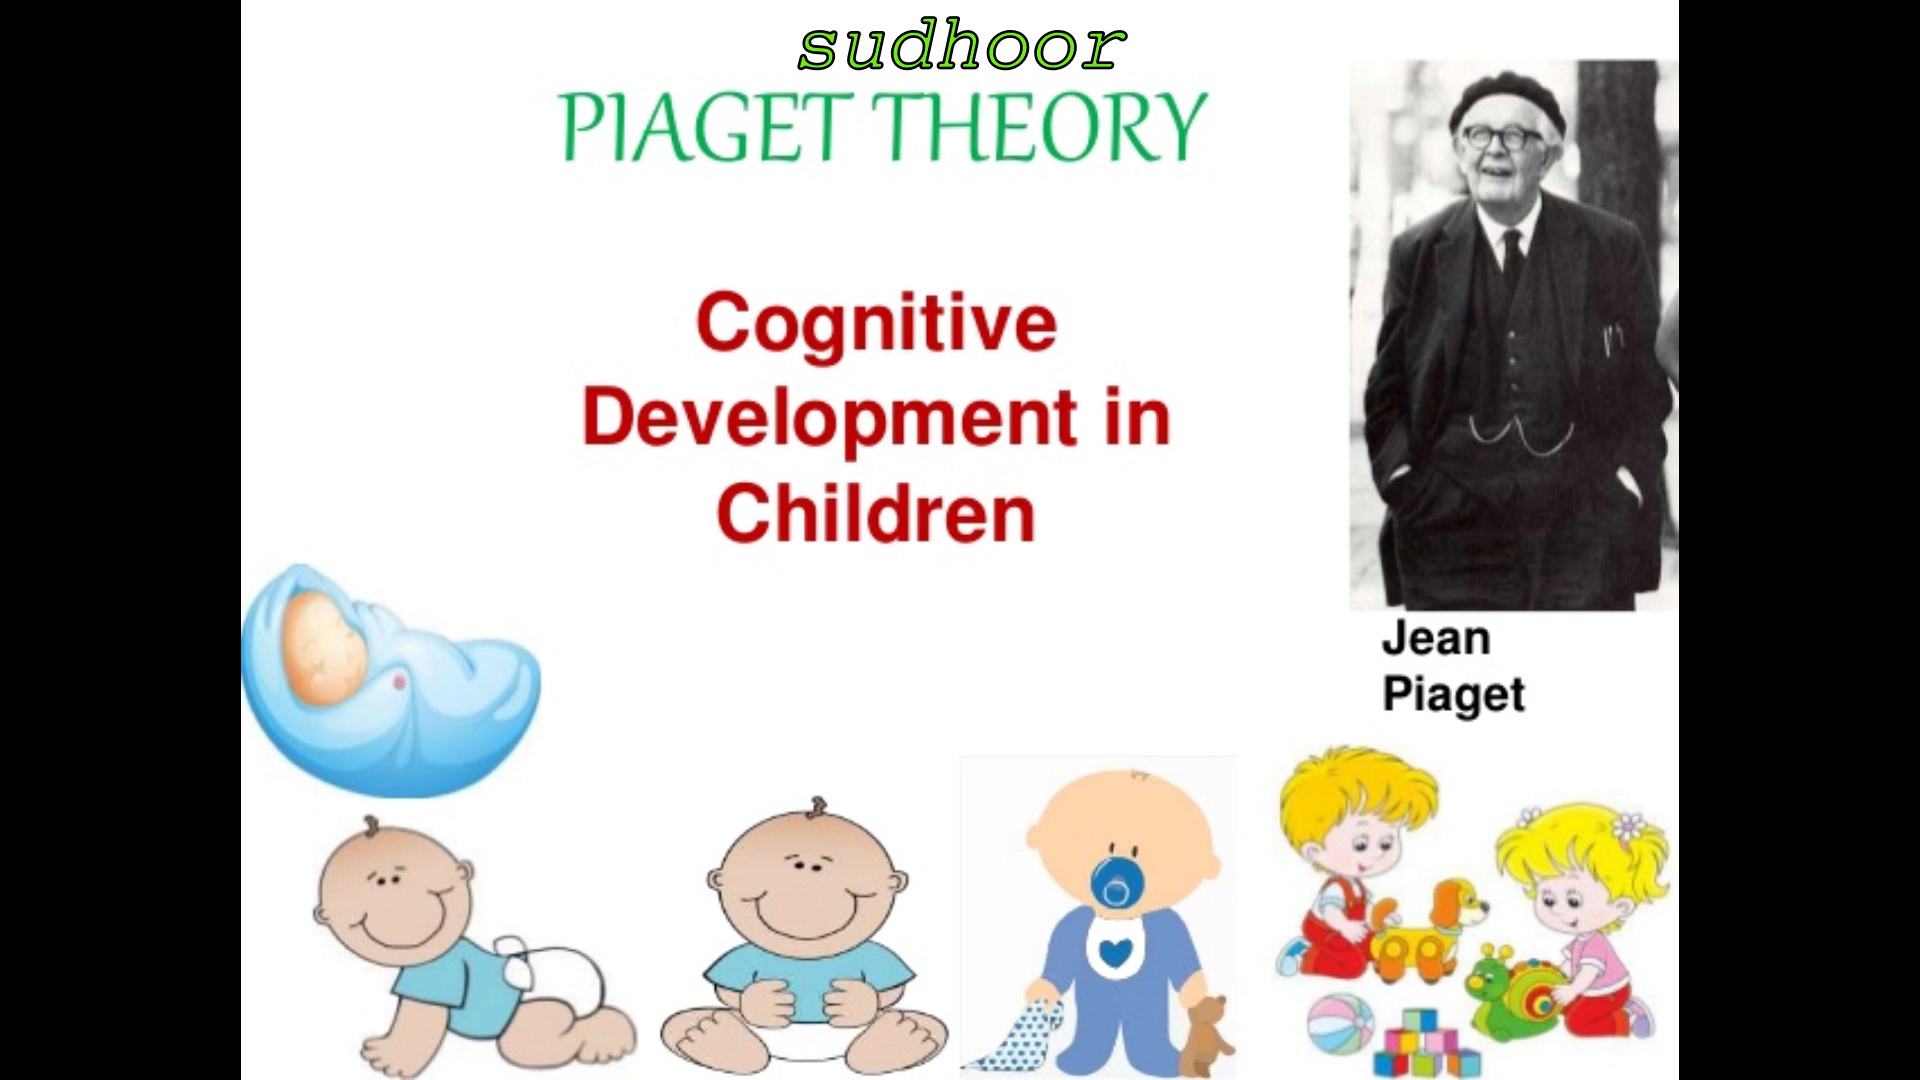 sudhoor
PIAGET THEORY
Cognitive
Development in
Children
Jean
Piaget